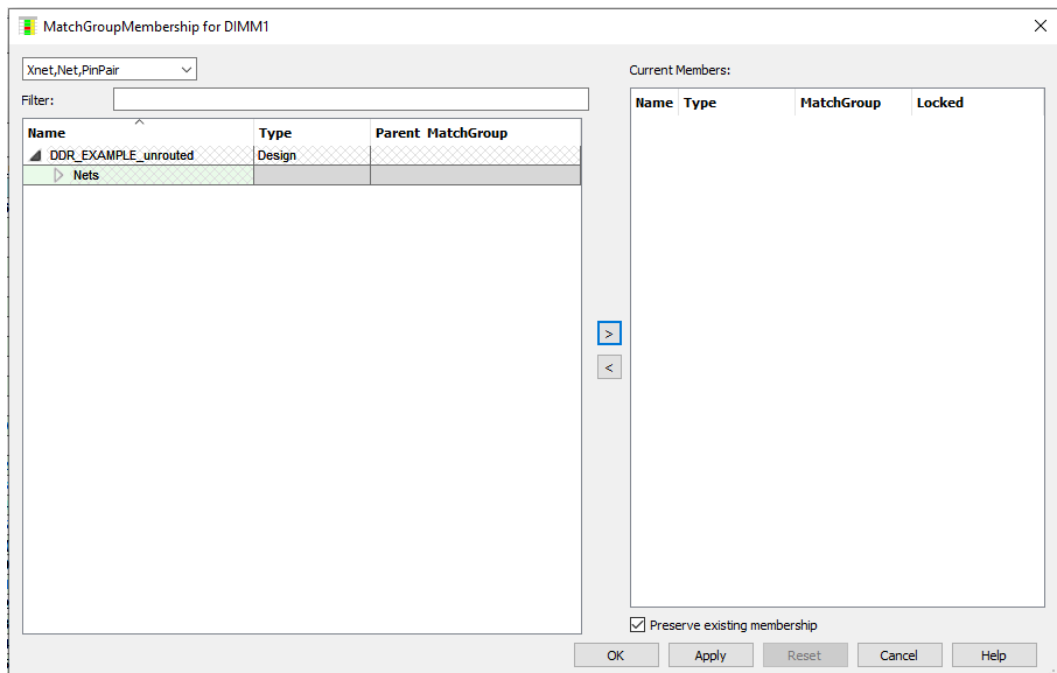 MatchGroupMembership for DIMM1
Xnet,Net,PinPair
Filter:
Name Type Parent MatchGroup
DDR_EXAMPLE_unrouted Design
Nets
>
<
Current Members:
Name Type MatchGroup Locked
Preserve existing membership
OK Apply Reset Cancel Help